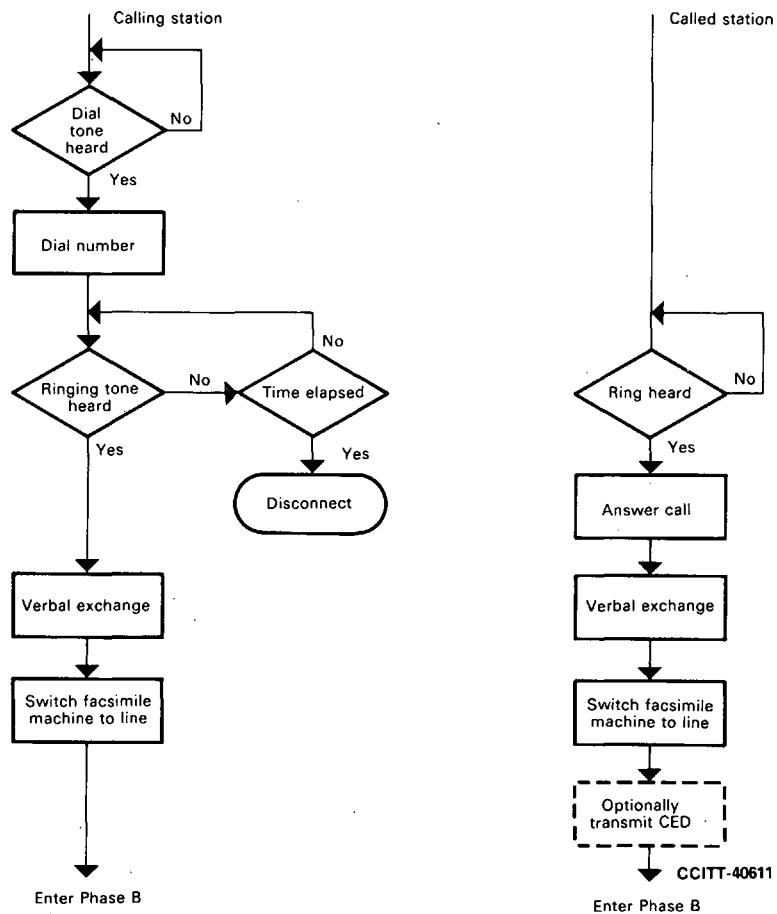 Calling station
Dial
tone
heard
No
Yes
Dial number
Ringing tone
heard
No
Yes
Time elapsed
No
Yes
Disconnect
Verbal exchange
Switch facsimile
machine to line
Enter Phase B
Called station
Ring heard
No
Yes
Answer call
Verbal exchange
Switch facsimile
machine to line
Optionally
transmit CED
CCITT-40611
Enter Phase B